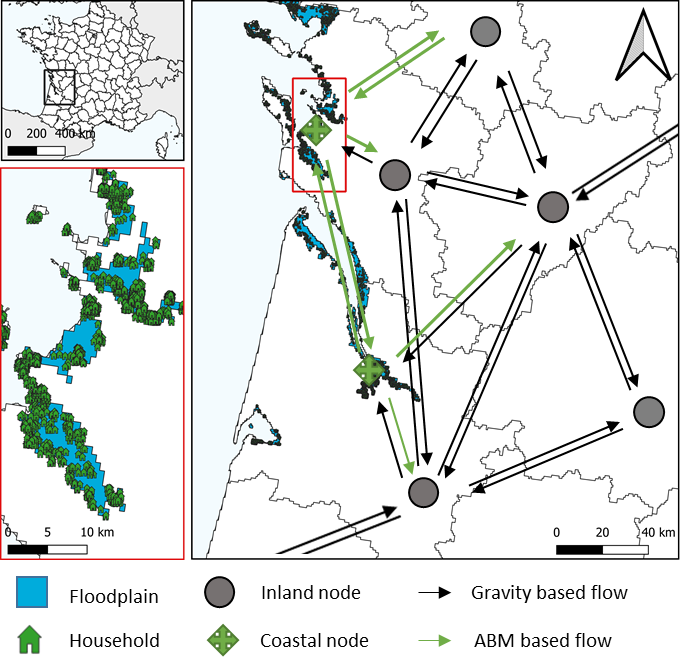 0 200 400 km
0 5 10 km
0 20 40 km
Floodplain Inland node Gravity based flow
Household Coastal node ABM based flow